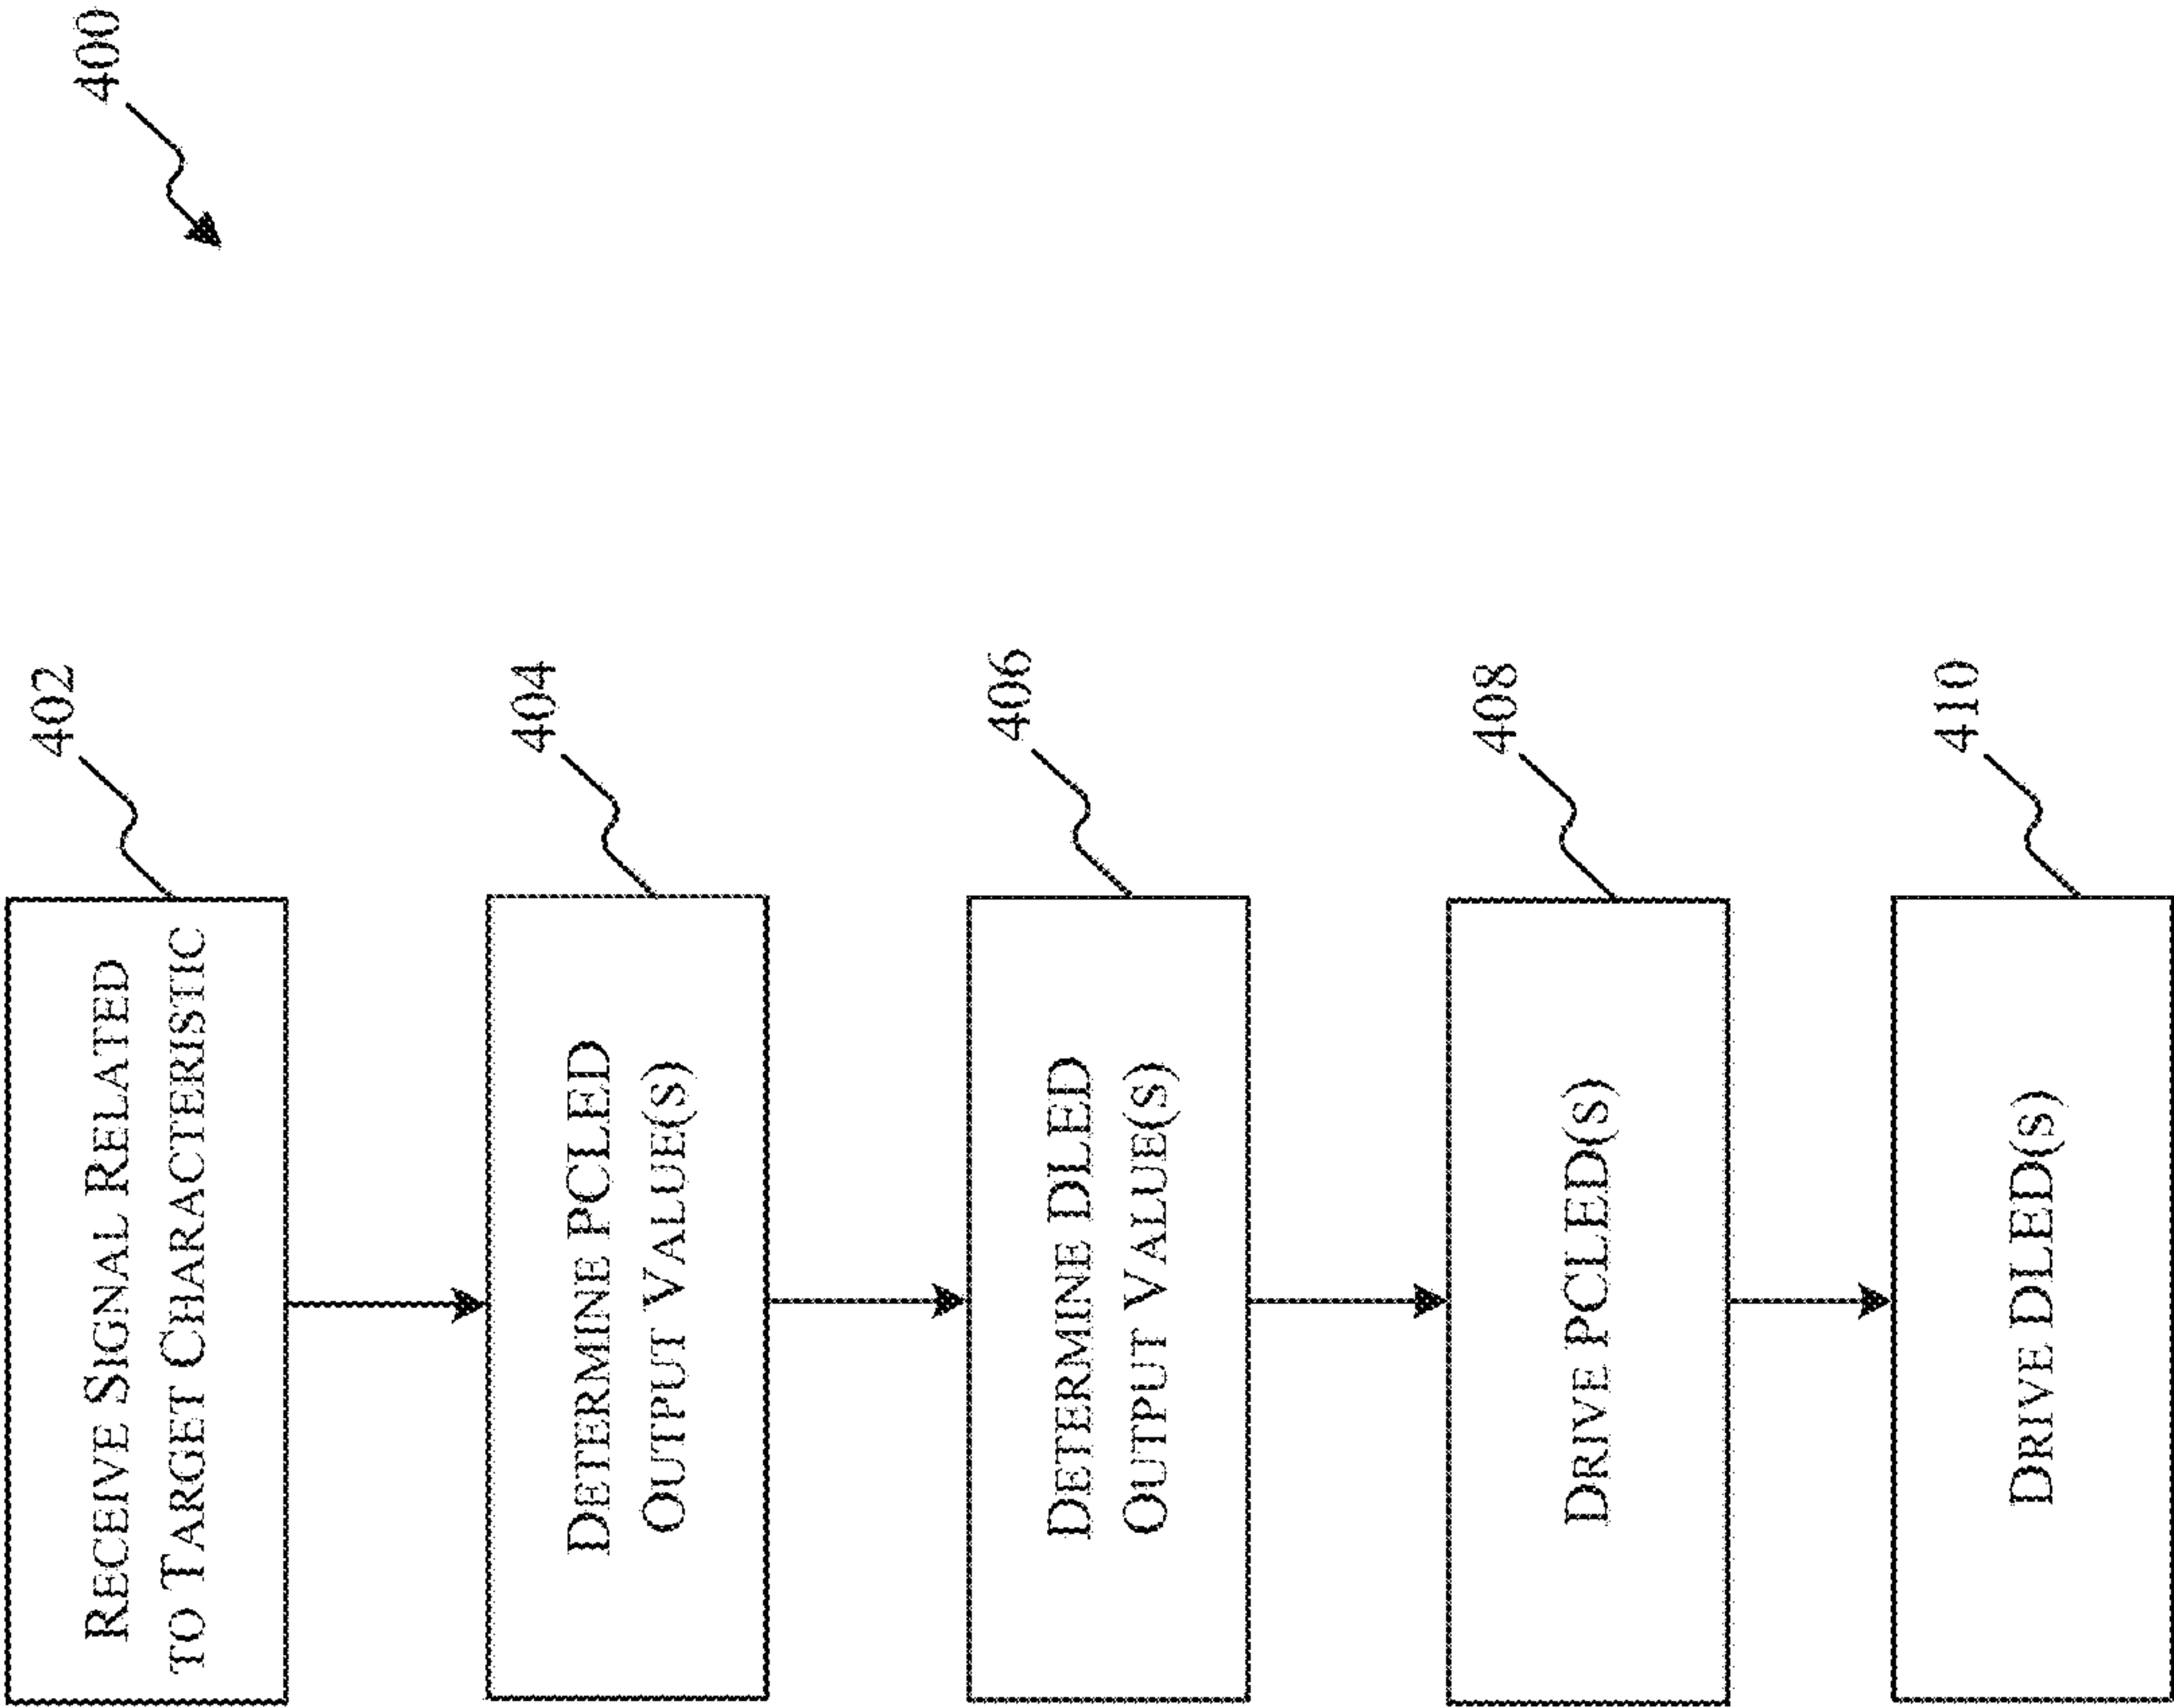 400
402
RECEIVE SIGNAL RELATED
TO TARGET CHARACTERISTIC
404
DETERMINE PCLED
OUTPUT VALUE(S)
406
DETERMINE DLED
OUTPUT VALUE(S)
408
DRIVE PCLED(S)
410
DRIVE DLED(S)